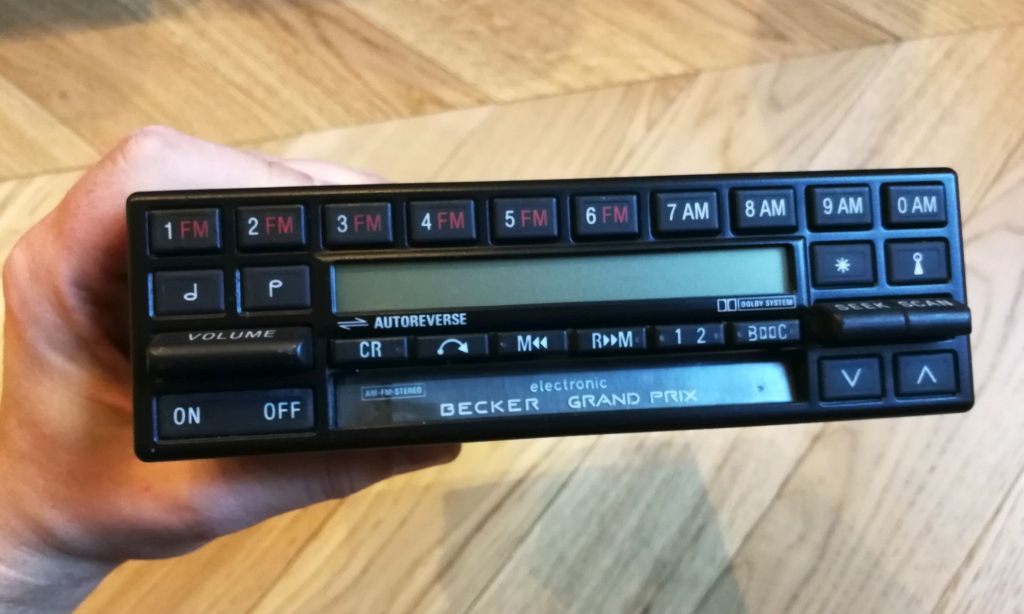 1 FM 2 FM 3 FM 4 FM 5 FM 6 FM 7 AM 8 AM 9 AM 0 AM
VOLUME
DOLBY SYSTEM
SEEK SCAN
AUTOREVERSE
CR M R M 1 2 B C
ON OFF
AM-FM-STEREO
electronic
BECKER GRAND PRIX